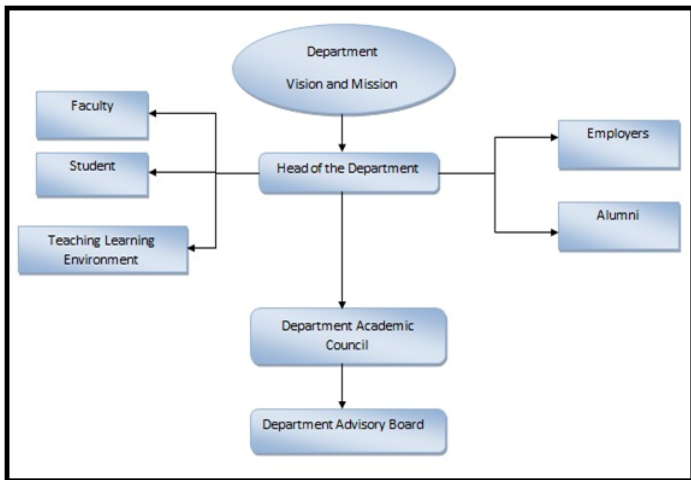 Department
Vision and Mission
Faculty
Student
Teaching Learning
Environment
Head of the Department
Employers
Alumni
Department Academic
Council
Department Advisory Board